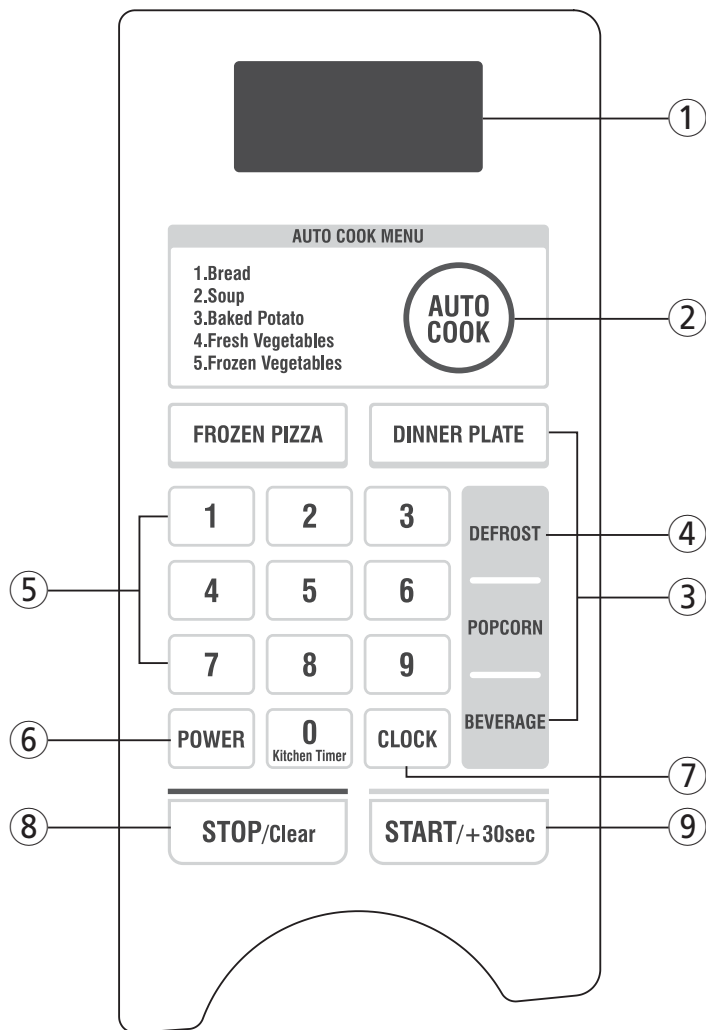 ①
AUTO COOK MENU
1.Bread
2.Soup
3.Baked Potato
4.Fresh Vegetables
5.Frozen Vegetables
AUTO
COOK
②
FROZEN PIZZA
DINNER PLATE
1 2 3
DEFROST
④
⑤
4 5 6
③
POPCORN
7 8 9
BEVERAGE
⑥
POWER
0
Kitchen Timer
CLOCK
⑦
⑧
STOP/Clear
START/+30sec
⑨